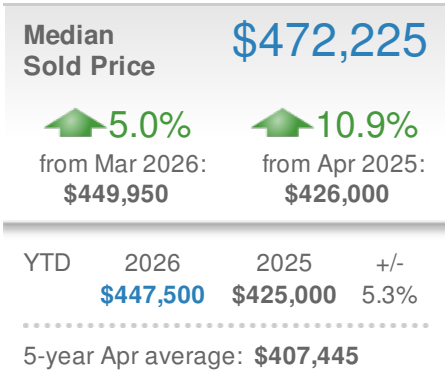 Median
Sold Price
$472,225
5.0%
10.9%
from Mar 2026:
from Apr 2025:
$449,950
$426,000
YTD 2026 2025 +/-
$447,500 $425,000 5.3%
5-year Apr average: $407,445